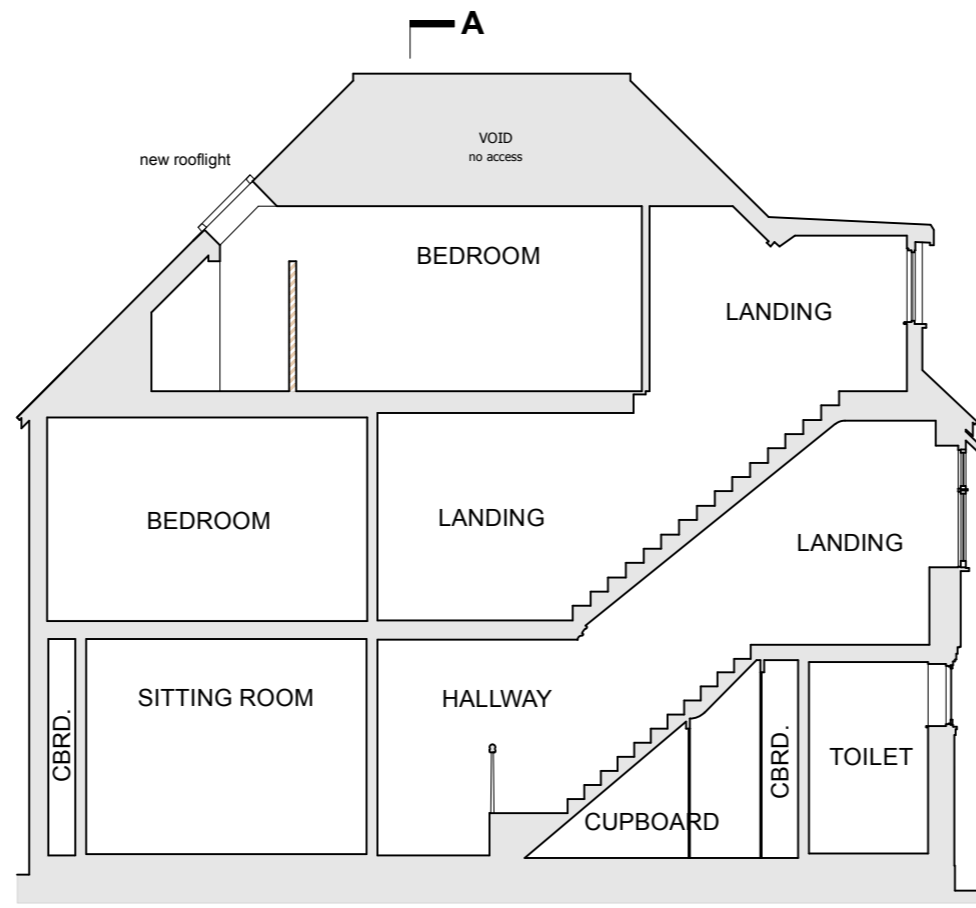 A
VOID
no access
new rooflight
BEDROOM
LANDING
BEDROOM
LANDING
LANDING
SITTING ROOM
HALLWAY
CBRD.
CUPBOARD
CBRD.
TOILET